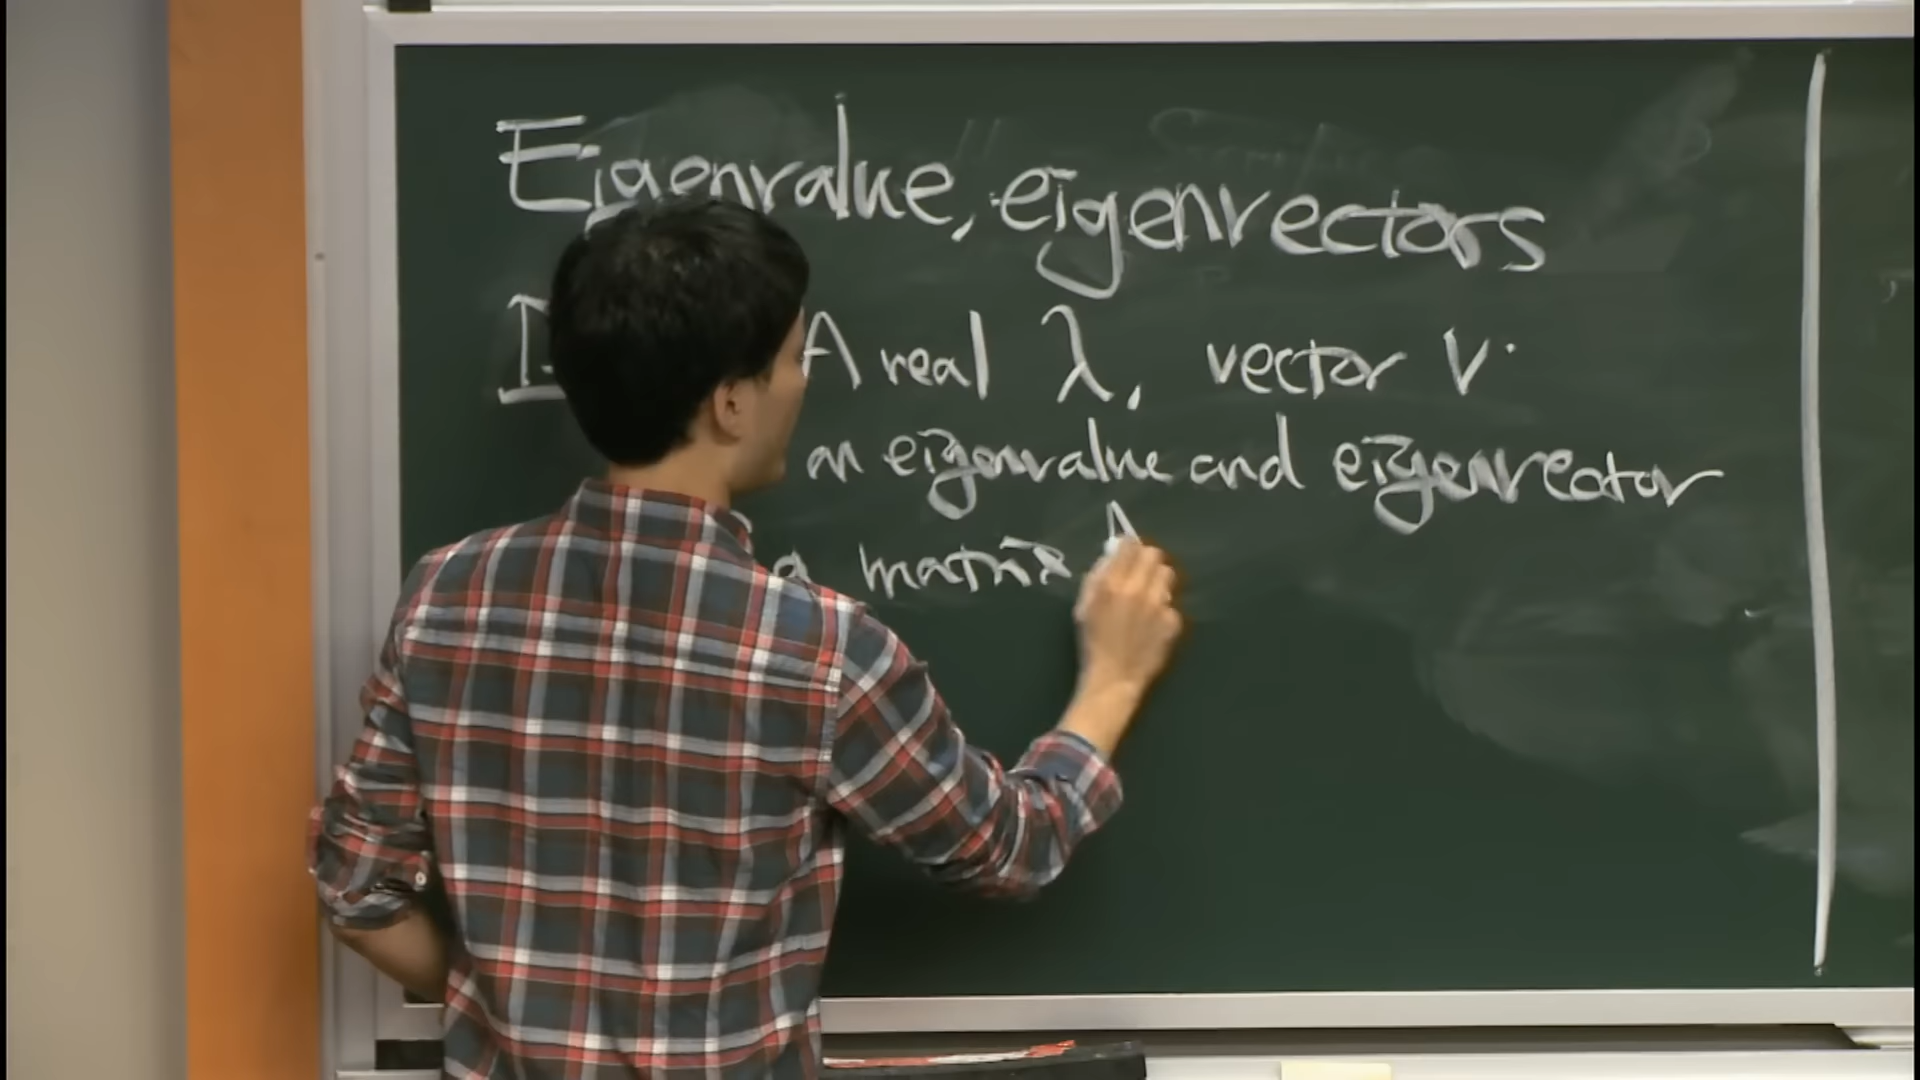 Eigenvalue, eigenvectors
A real λ, vector V.
an eigenvalue and eigenvector
a matrix A